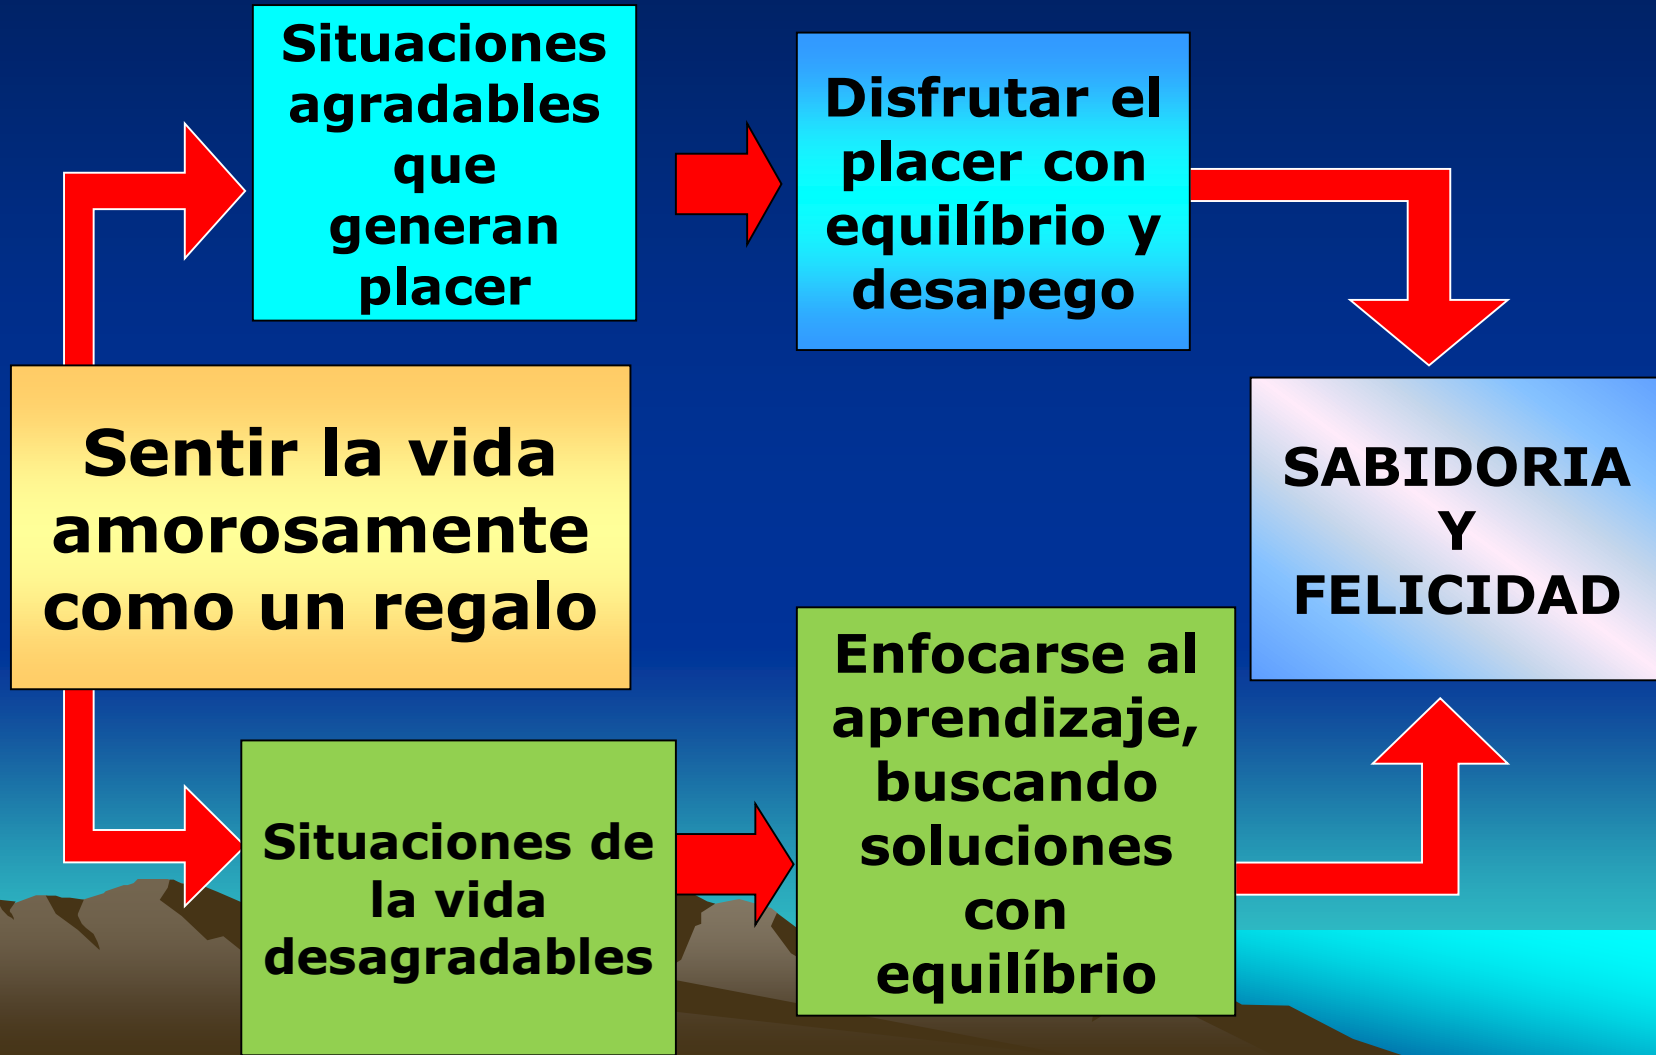 Situaciones
agradables
que
generan
placer
Disfrutar el
placer con
equilíbrio y
desapego
Sentir la vida
amorosamente
como un regalo
SABIDORIA
Y
FELICIDAD
Situaciones de
la vida
desagradables
Enfocarse al
aprendizaje,
buscando
soluciones
con
equilíbrio